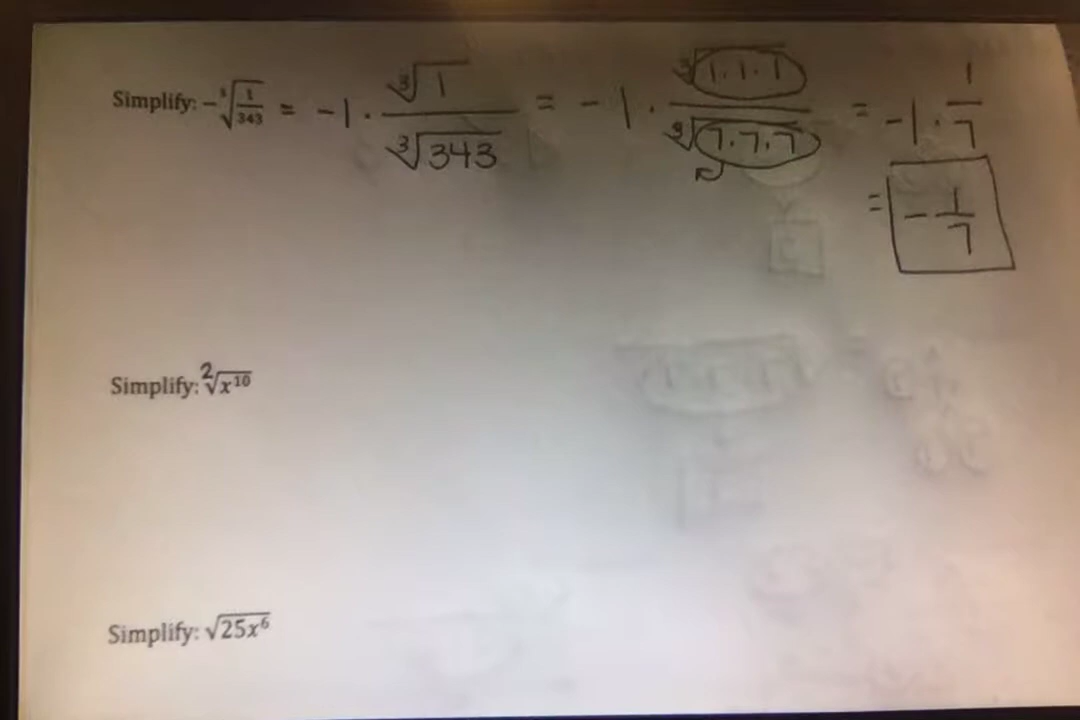 Simplify: -∛(1/343) = -1 · ∛1/∛343 = -1 · ∛(1·1·1)/∛(7·7·7) = -1 · 1/7
= -1/7
Simplify: ²√x¹⁰
Simplify: √25x⁶